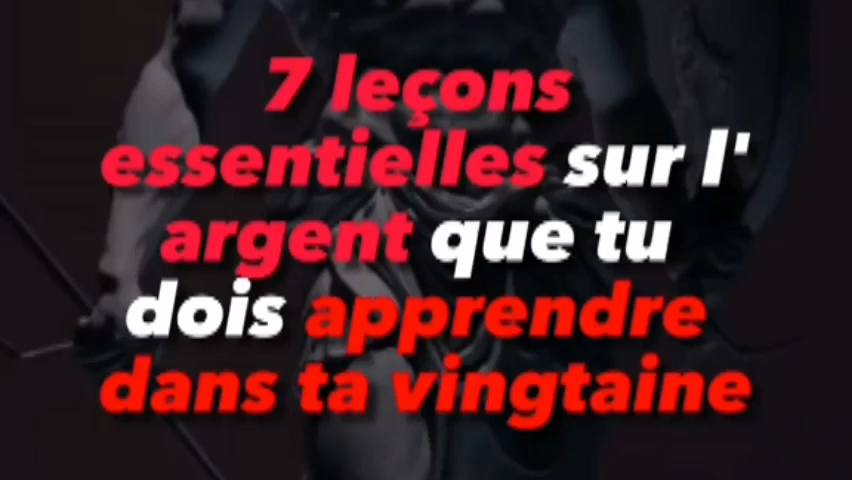 7 leçons
essentielles sur l'
argent que tu
dois apprendre
dans ta vingtaine